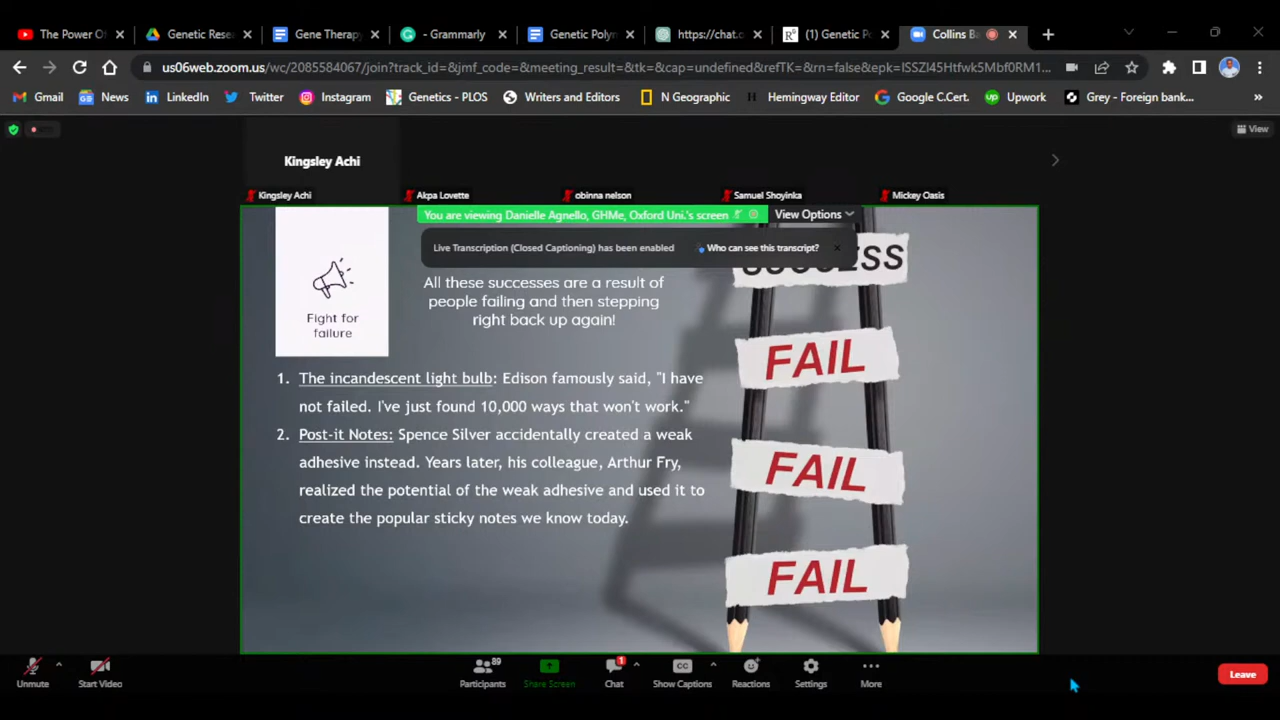 The Power Of
Genetic Resea
Gene Therapy
- Grammarly
Genetic Polyn
https://chat.o
(1) Genetic Po
Collins Ba
us06web.zoom.us/wc/2085584067/join?track_id=&jmf_code=&meeting_result=&tk=&cap=undefined&refTK=&rn=false&epk=ISSZI45Htfwk5Mbf0RM1...
Gmail
News
LinkedIn
Twitter
Instagram
Genetics - PLOS
Writers and Editors
N Geographic
Hemingway Editor
Google C.Cert.
Upwork
Grey - Foreign bank...
»
View
Kingsley Achi
Kingsley Achi
Akpa Lovette
obinna nelson
Samuel Shoyinka
Mickey Oasis
You are viewing Danielle Agnello, GHMe, Oxford Uni.'s screen
View Options
Live Transcription (Closed Captioning) has been enabled
Who can see this transcript?
SUCCESS
All these successes are a result of
people failing and then stepping
right back up again!
Fight for
failure
FAIL
1. The incandescent light bulb: Edison famously said, "I have
not failed. I've just found 10,000 ways that won't work."
2. Post-it Notes: Spence Silver accidentally created a weak
adhesive instead. Years later, his colleague, Arthur Fry,
realized the potential of the weak adhesive and used it to
create the popular sticky notes we know today.
FAIL
FAIL
Unmute
Start Video
89
Participants
Share Screen
1
Chat
CC
Show Captions
Reactions
Settings
More
Leave